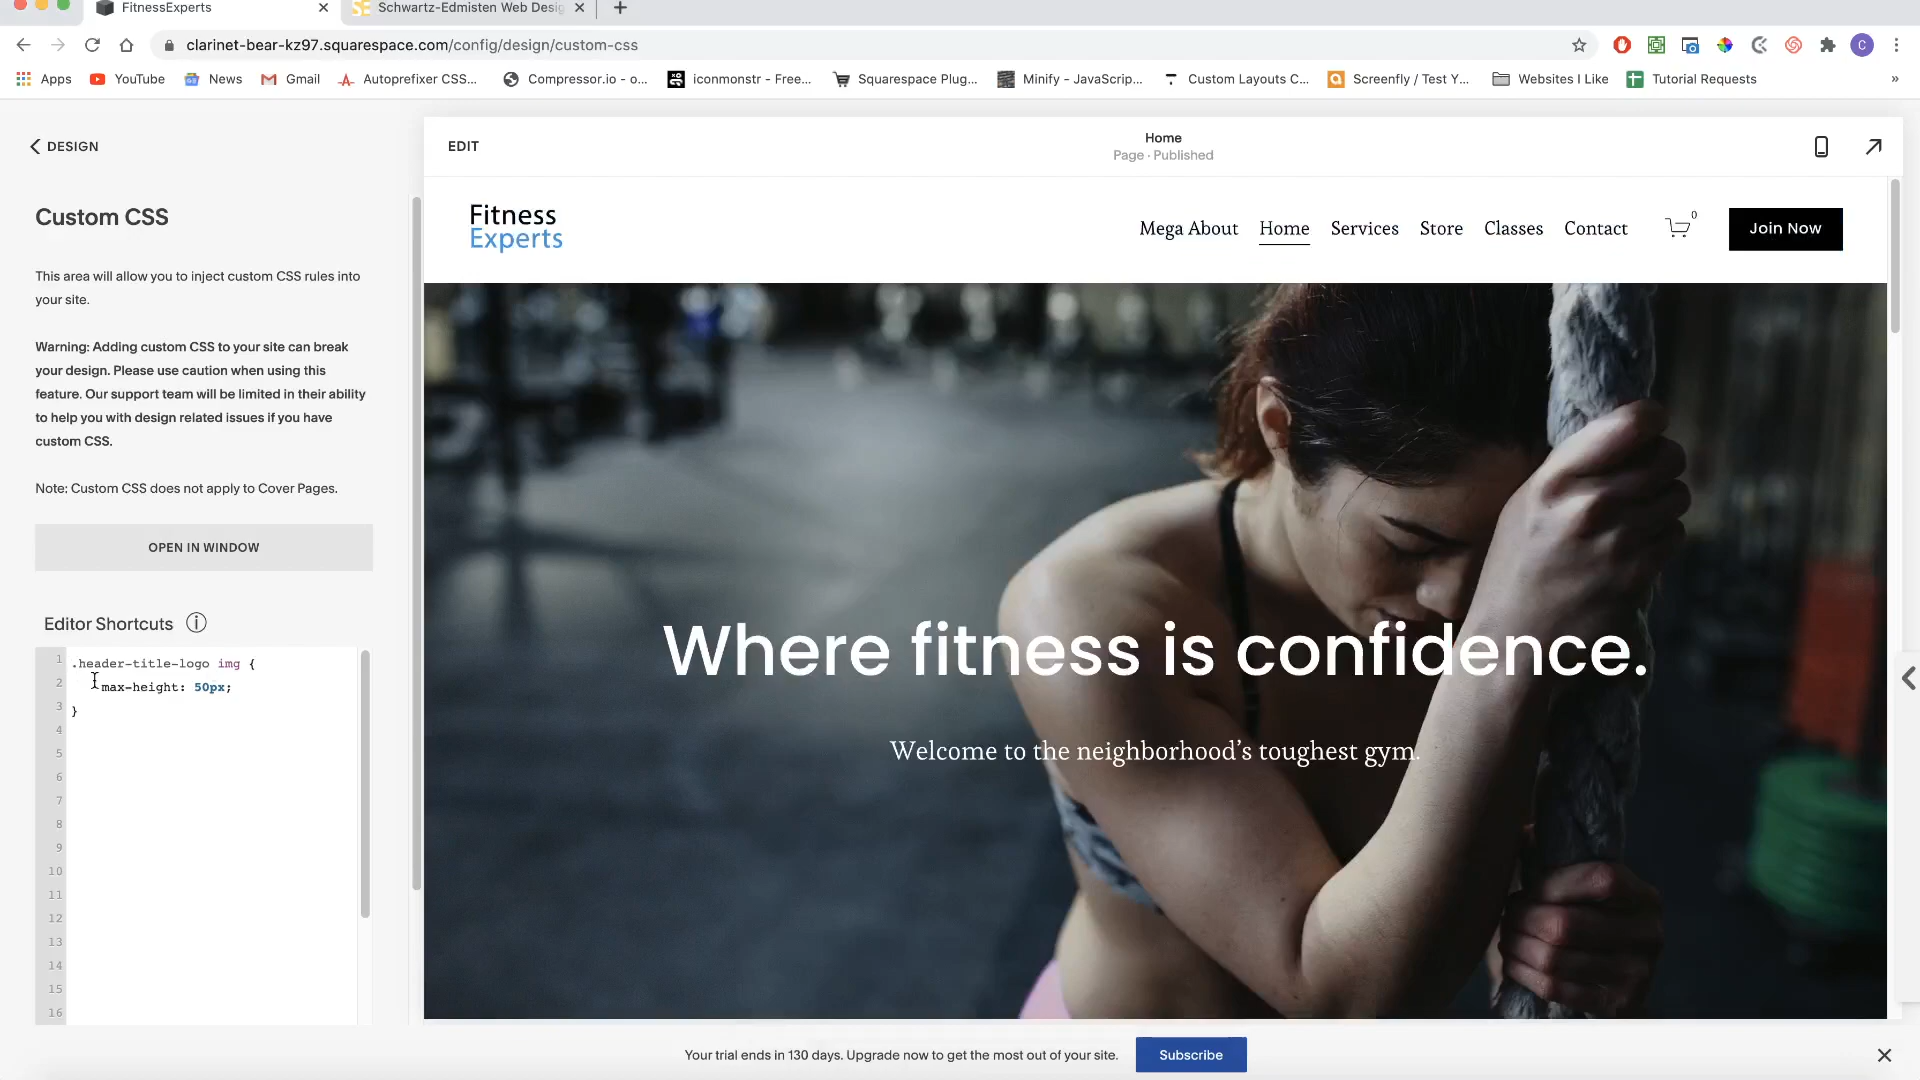 FitnessExperts
Schwartz-Edmisten Web Desig
clarinet-bear-kz97.squarespace.com/config/design/custom-css
C
Apps YouTube News Gmail Autoprefixer CSS... Compressor.io - o... iconmonstr - Free... Squarespace Plug... Minify - JavaScrip... Custom Layouts C... Screenfly / Test Y... Websites I Like Tutorial Requests »
DESIGN
Custom CSS
This area will allow you to inject custom CSS rules into
your site.
Warning: Adding custom CSS to your site can break
your design. Please use caution when using this
feature. Our support team will be limited in their ability
to help you with design related issues if you have
custom CSS.
Note: Custom CSS does not apply to Cover Pages.
OPEN IN WINDOW
Editor Shortcuts i
1 .header-title-logo img {
2 max-height: 50px;
3 }
4
5
6
7
8
9
10
11
12
13
14
15
16
EDIT
Home
Page · Published
Fitness
Experts
Mega About Home Services Store Classes Contact 0 Join Now
Where fitness is confidence.
Welcome to the neighborhood’s toughest gym.
Your trial ends in 130 days. Upgrade now to get the most out of your site. Subscribe